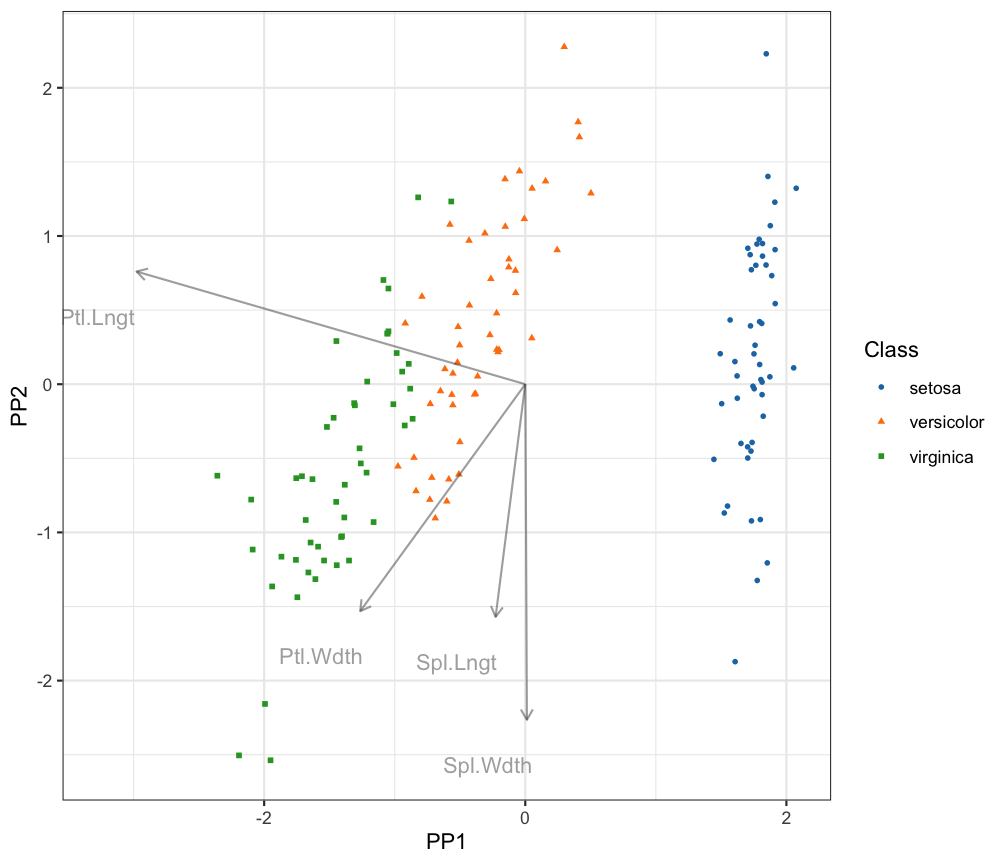 2
1
0
-1
-2
PP2
Ptl.Lngt
Ptl.Wdth
Spl.Lngt
Spl.Wdth
-2
0
2
PP1
Class
setosa
versicolor
virginica